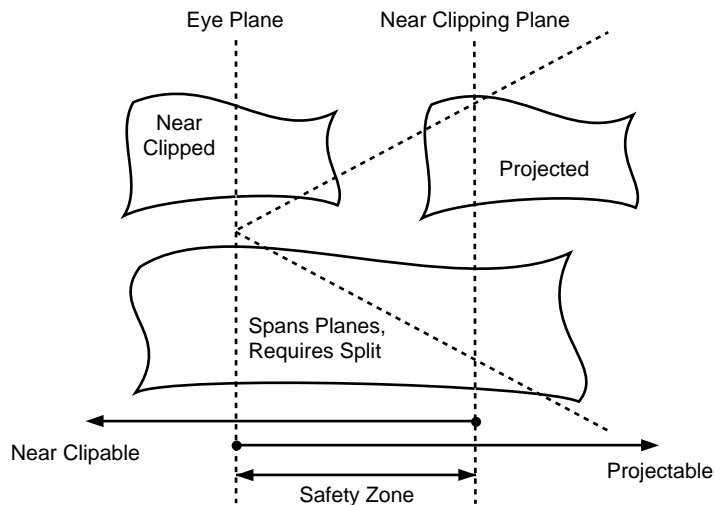 Eye Plane
Near Clipping Plane
Near
Clipped
Projected
Spans Planes,
Requires Split
Near Clipable
Projectable
Safety Zone